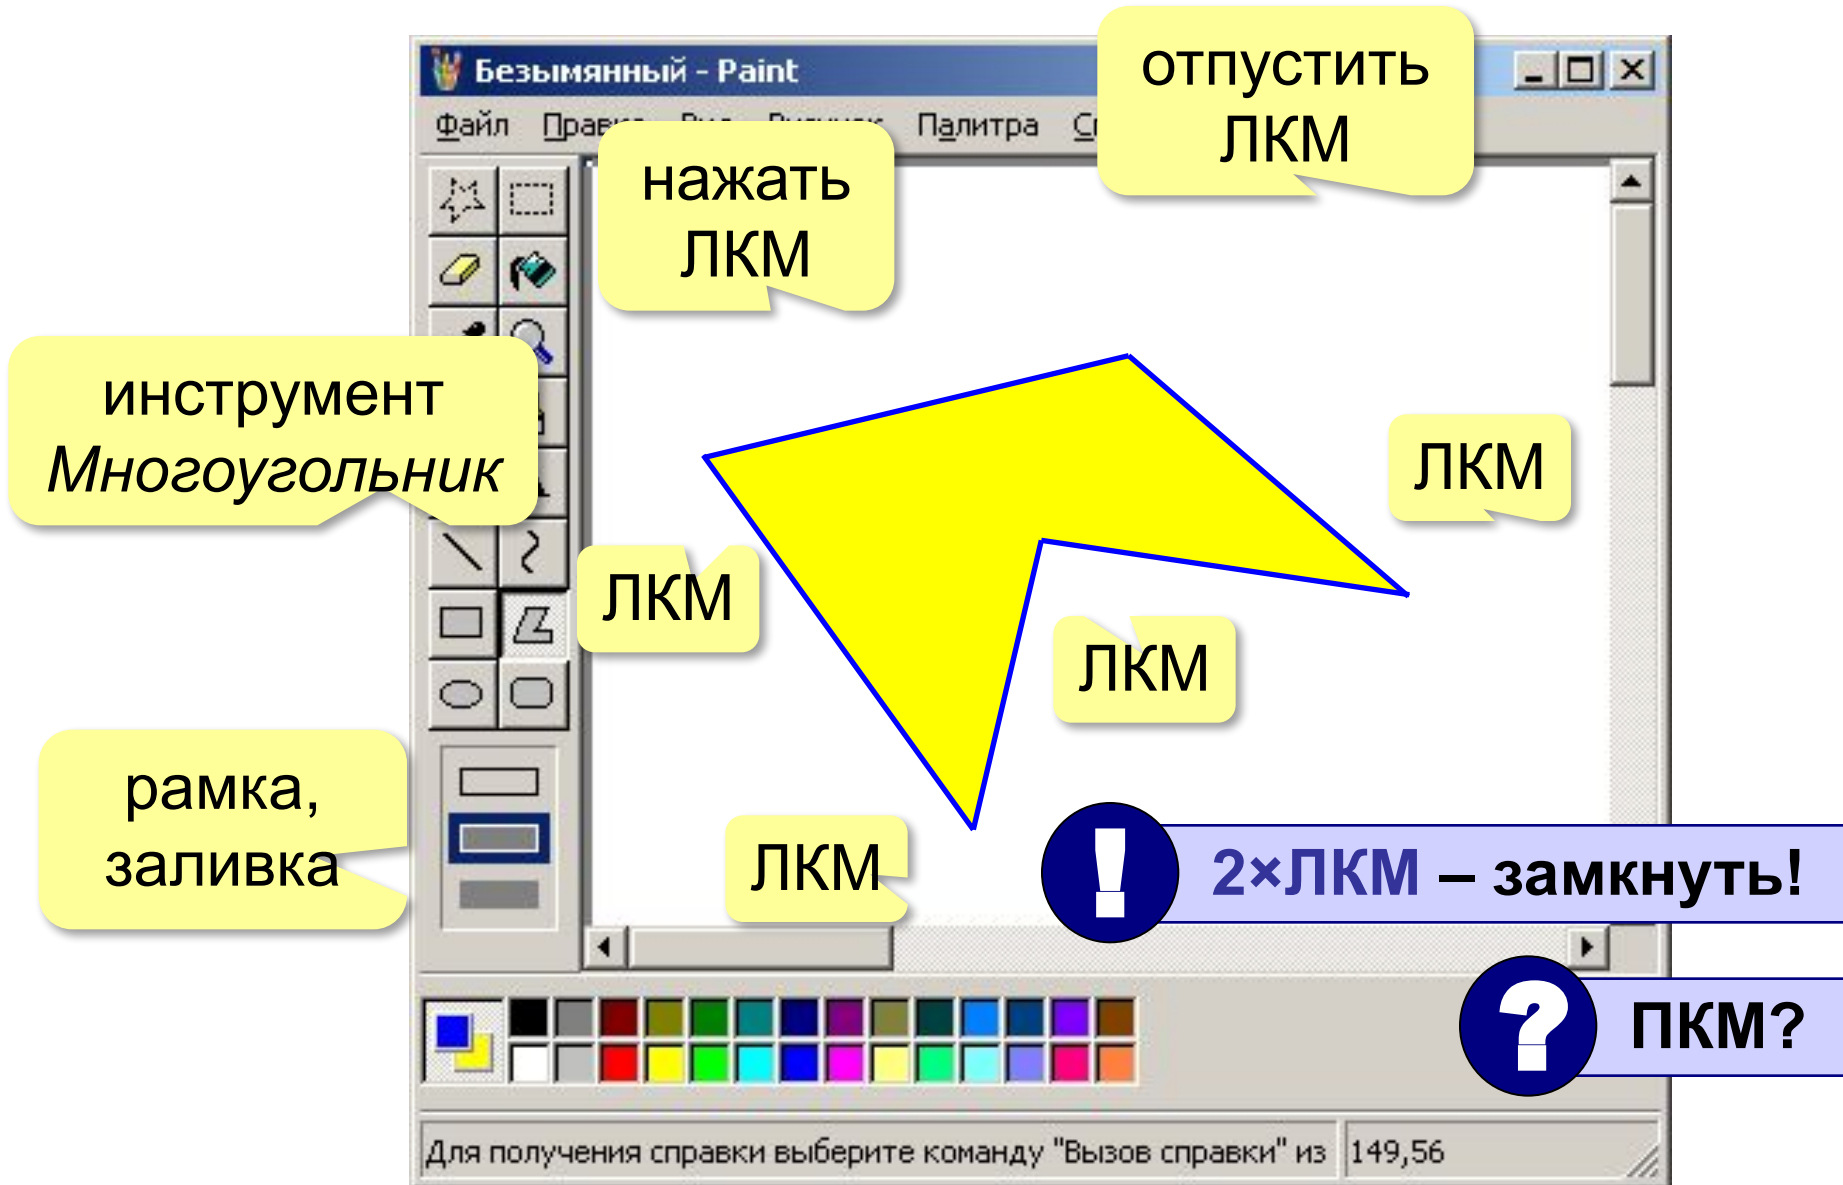 Безымянный - Paint
отпустить
ЛКМ
Файл
Палитра
нажать
ЛКМ
инструмент
Многоугольник
ЛКМ
ЛКМ
ЛКМ
рамка,
заливка
ЛКМ
! 2×ЛКМ – замкнуть!
? ПКМ?
Для получения справки выберите команду "Вызов справки" из
149,56